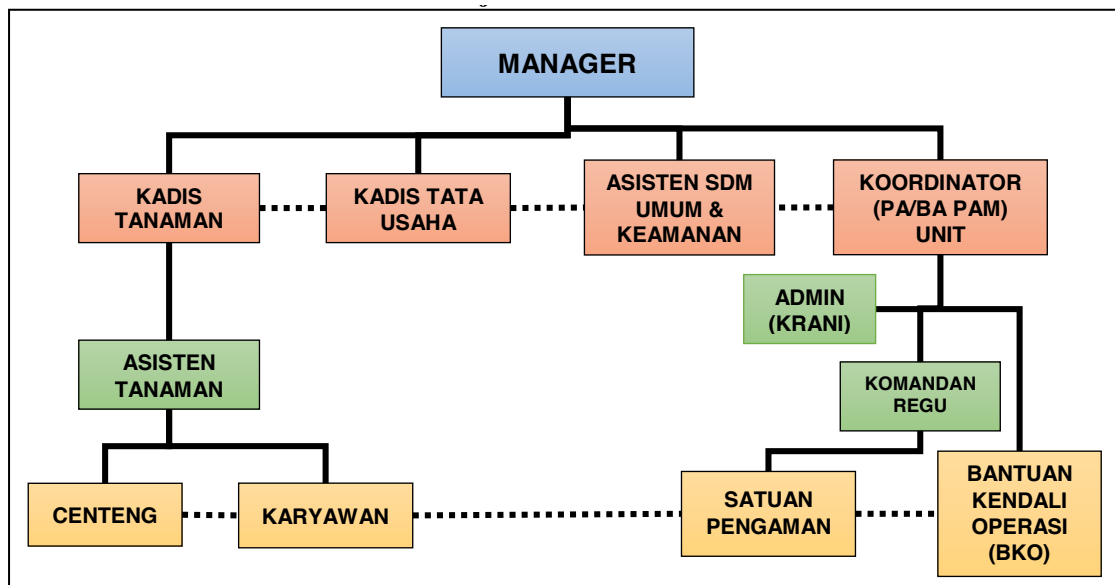 MANAGER
KADIS
TANAMAN
KADIS TATA
USAHA
ASISTEN SDM
UMUM &
KEAMANAN
KOORDINATOR
(PA/BA PAM)
UNIT
ADMIN
(KRANI)
ASISTEN
TANAMAN
KOMANDAN
REGU
CENTENG
KARYAWAN
SATUAN
PENGAMAN
BANTUAN
KENDALI
OPERASI
(BKO)